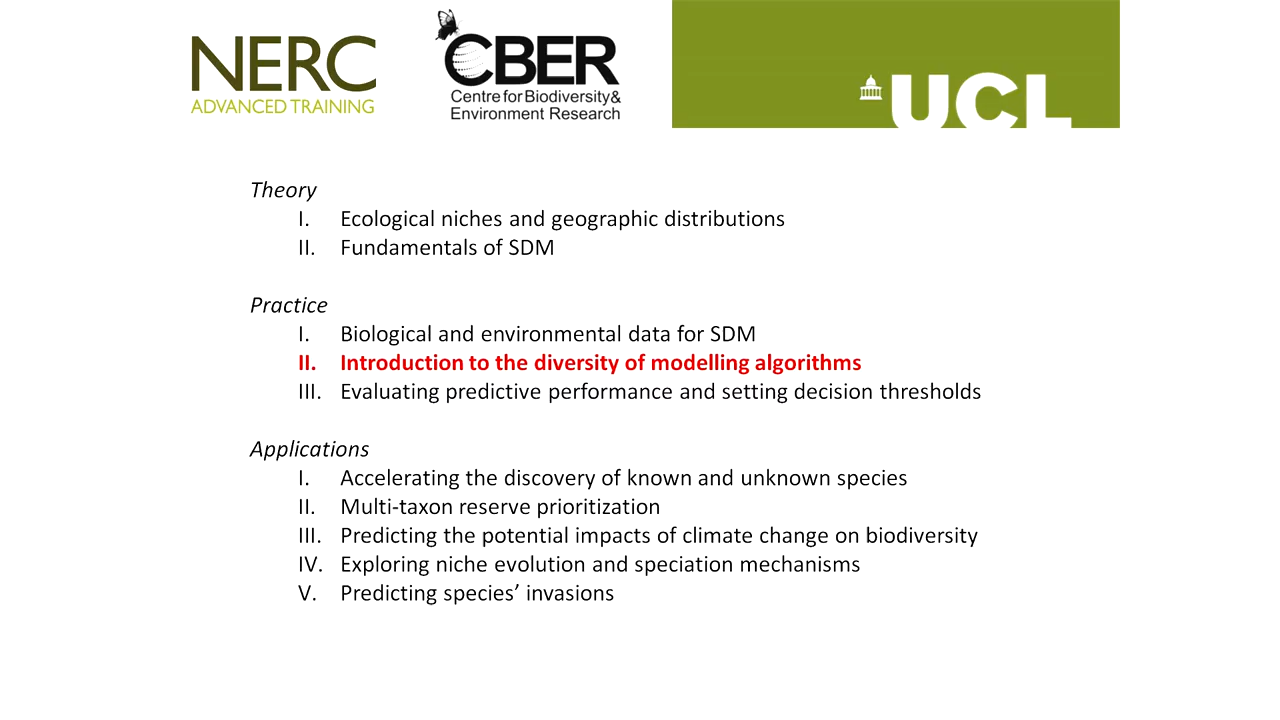 NERC
ADVANCED TRAINING
CBER
Centre for Biodiversity&
Environment Research
UCL
Theory
I. Ecological niches and geographic distributions
II. Fundamentals of SDM
Practice
I. Biological and environmental data for SDM
II. Introduction to the diversity of modelling algorithms
III. Evaluating predictive performance and setting decision thresholds
Applications
I. Accelerating the discovery of known and unknown species
II. Multi-taxon reserve prioritization
III. Predicting the potential impacts of climate change on biodiversity
IV. Exploring niche evolution and speciation mechanisms
V. Predicting species’ invasions